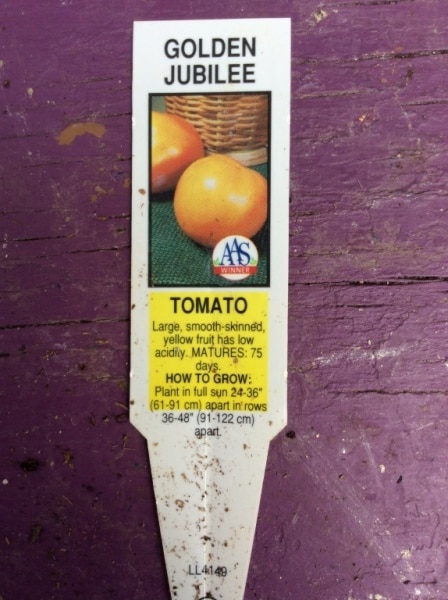 GOLDEN
JUBILEE
AAS
WINNER
TOMATO
Large, smooth-skinned,
yellow fruit has low
acidity. MATURES: 75
days.
HOW TO GROW:
Plant in full sun 24-36"
(61-91 cm) apart in rows
36-48" (91-122 cm)
apart.
LL4149